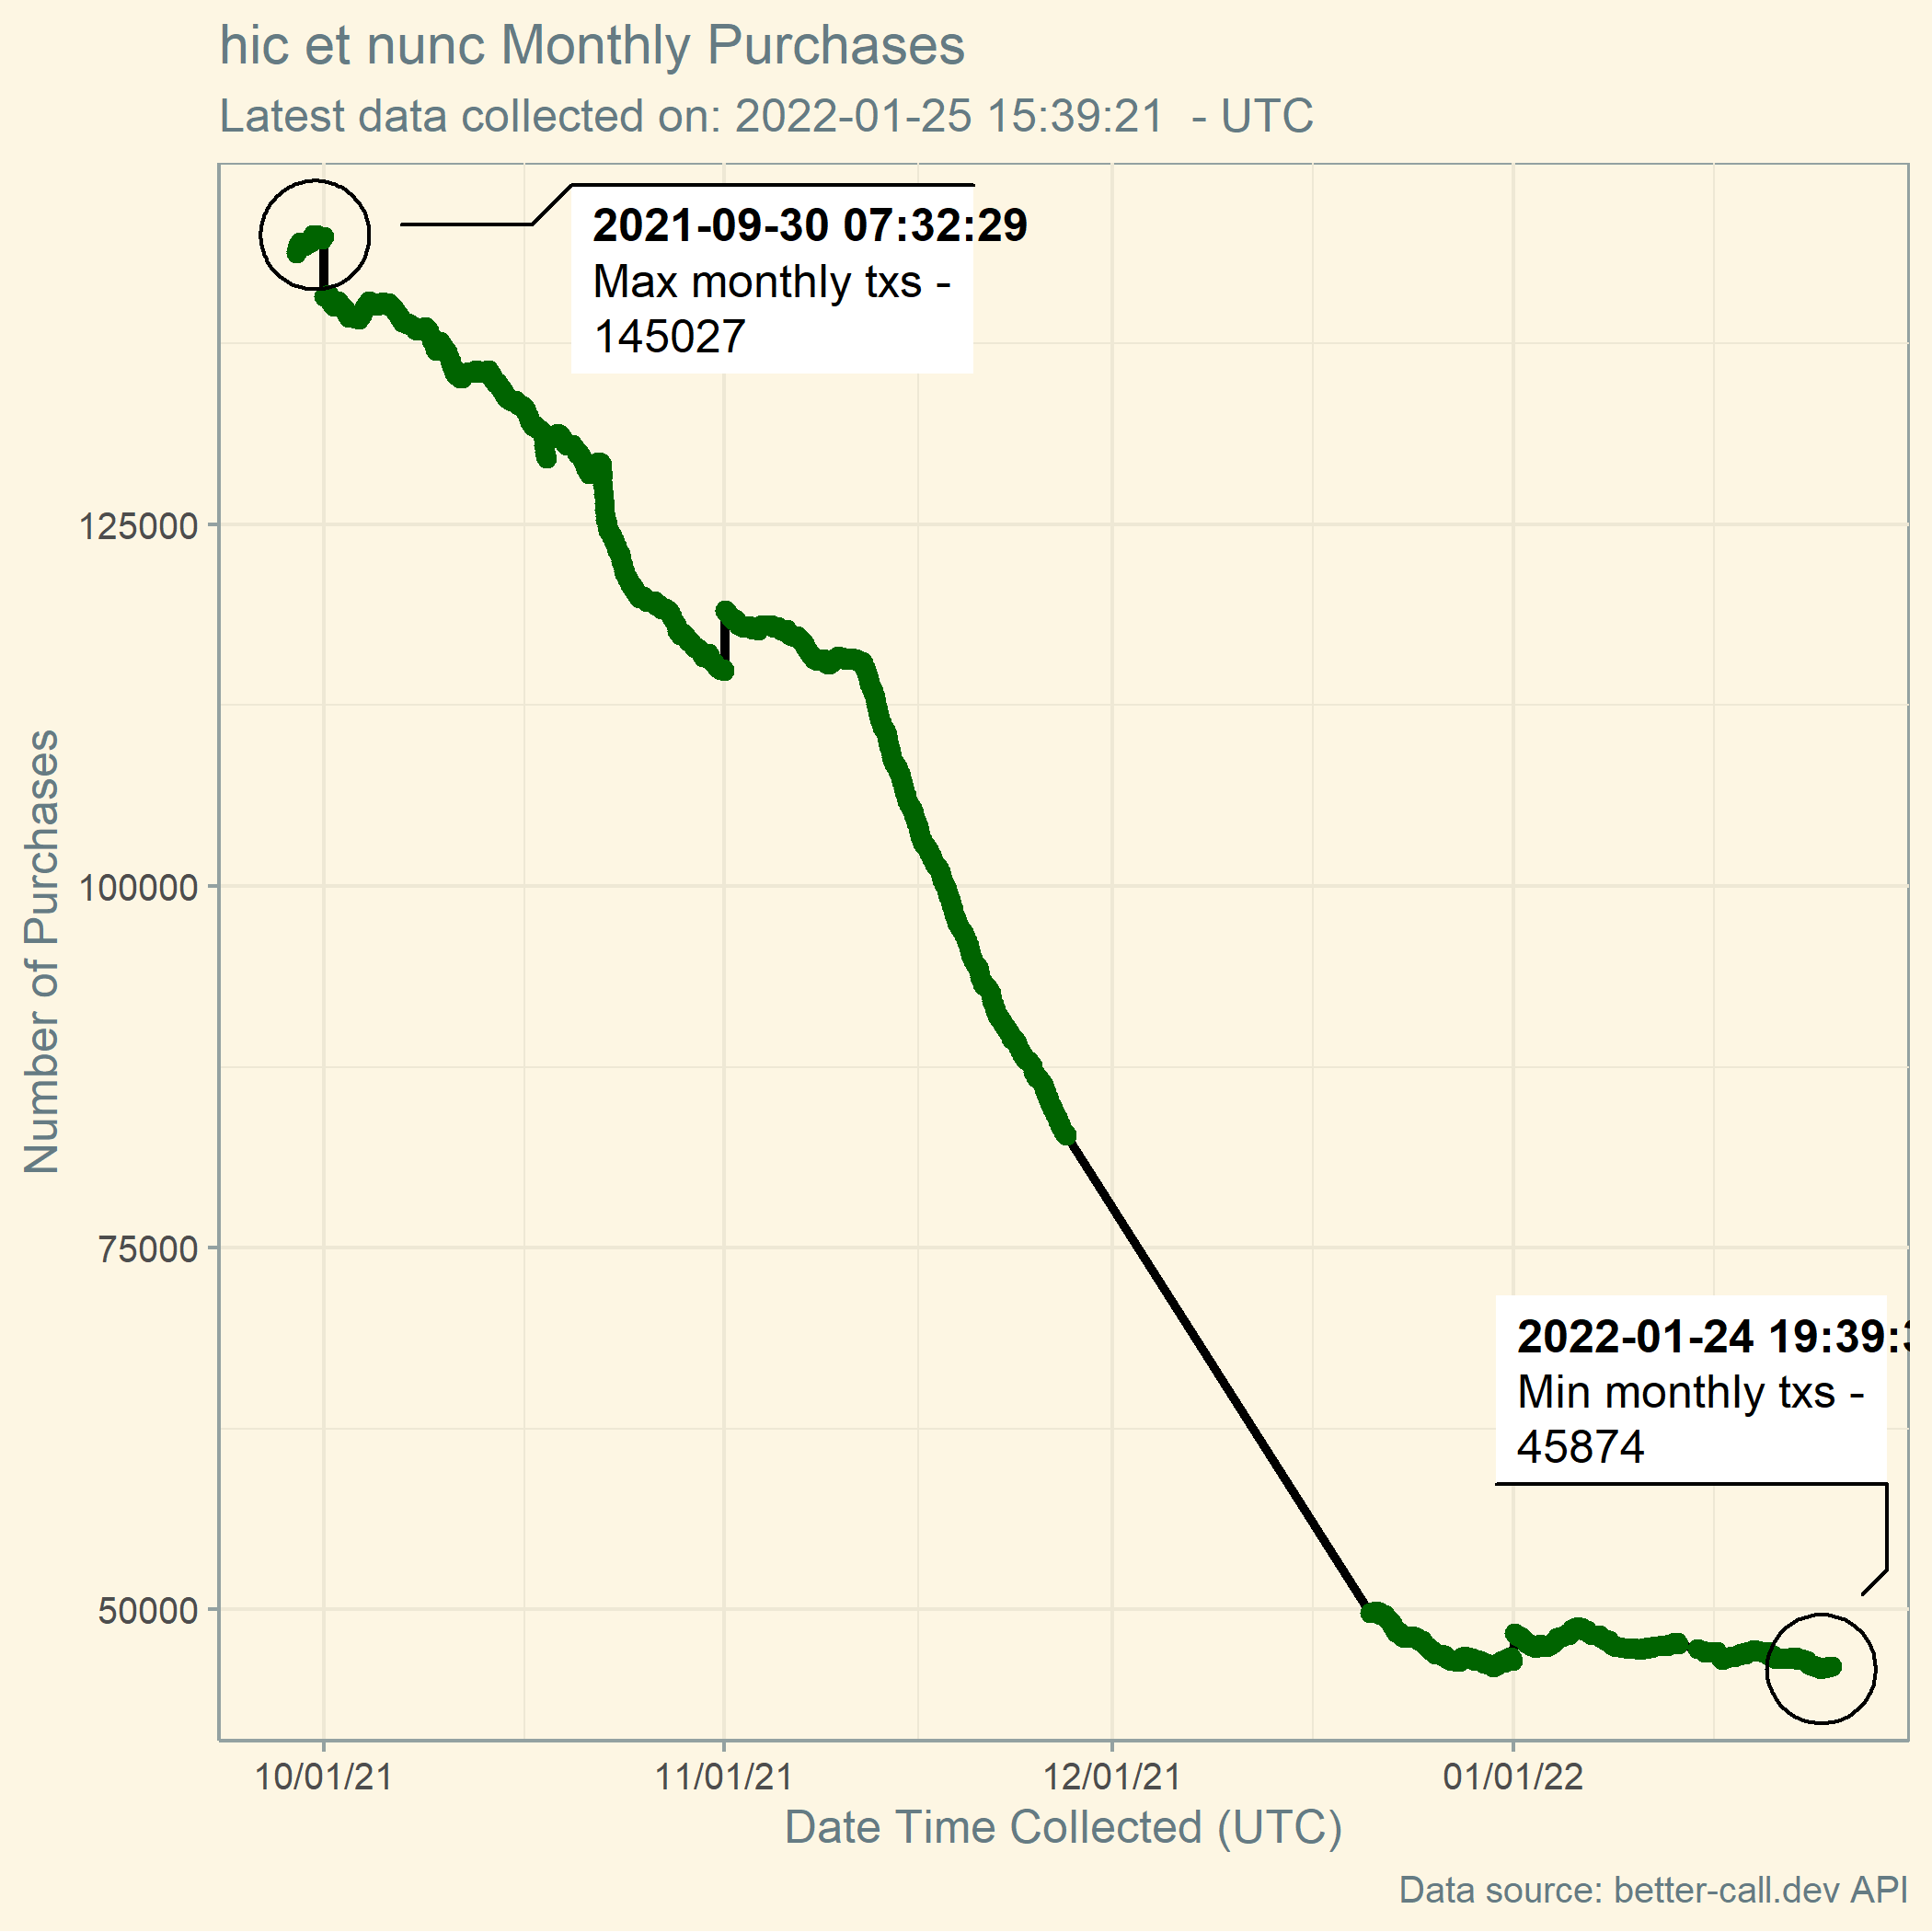 hic et nunc Monthly Purchases
Latest data collected on: 2022-01-25 15:39:21 - UTC
2021-09-30 07:32:29
Max monthly txs -
145027
125000
100000
75000
50000
Number of Purchases
2022-01-24 19:39:
Min monthly txs -
45874
10/01/21
11/01/21
12/01/21
01/01/22
Date Time Collected (UTC)
Data source: better-call.dev API